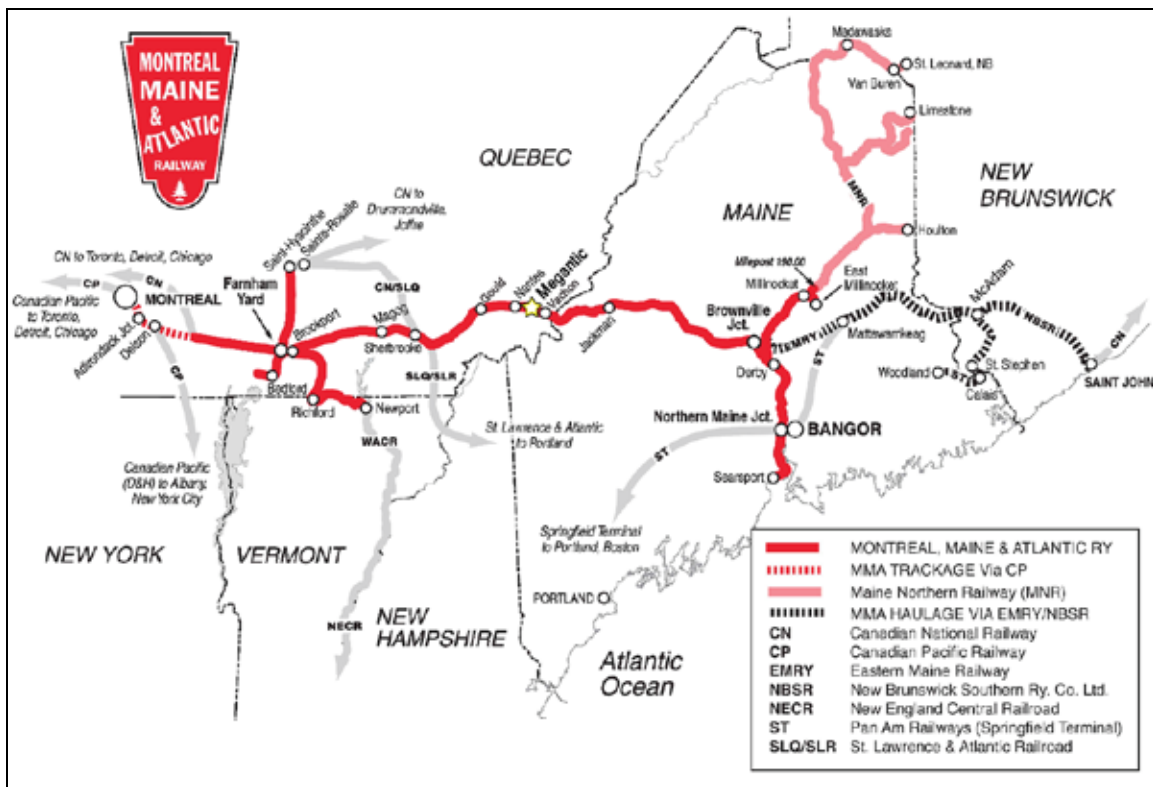 MONTREAL
MAINE
&
ATLANTIC
RAILWAY
Madawaska
St. Leonard, NB
Van Buren
Limestone
QUEBEC
NEW
BRUNSWICK
MAINE
MNR
Houlton
CN to
Drummondville,
Joffre
Saint-Hyacinthe
Sainte-Rosalie
CN to Toronto, Detroit, Chicago
CP
CN
Canadian Pacific
to Toronto,
Detroit, Chicago
MONTREAL
Farnham
Yard
Adirondack Jct.
Delson
CP
Brookport
Magog
Sherbrooke
CN/SLQ
SLQ/SLR
Gould
Nantes
Megantic
Vachon
Jackman
Milepost 190.00
Millinocket
East
Millinocket
Brownville
Jct.
EMRY
ST
Mattawamkeag
McAdam
NBSR
CN
Derby
Woodland
ST
St. Stephen
Calais
SAINT JOHN
Bedford
Richford
Newport
WACR
St. Lawrence & Atlantic
to Portland
Northern Maine Jct.
BANGOR
ST
Searsport
Canadian Pacific
(D&H) to Albany,
New York City
Springfield Terminal
to Portland, Boston
NEW YORK
VERMONT
NEW
HAMPSHIRE
NECR
PORTLAND
Atlantic
Ocean
MONTREAL, MAINE & ATLANTIC RY
MMA TRACKAGE Via CP
Maine Northern Railway (MNR)
MMA HAULAGE VIA EMRY/NBSR
CN Canadian National Railway
CP Canadian Pacific Railway
EMRY Eastern Maine Railway
NBSR New Brunswick Southern Ry. Co. Ltd.
NECR New England Central Railroad
ST Pan Am Railways (Springfield Terminal)
SLQ/SLR St. Lawrence & Atlantic Railroad